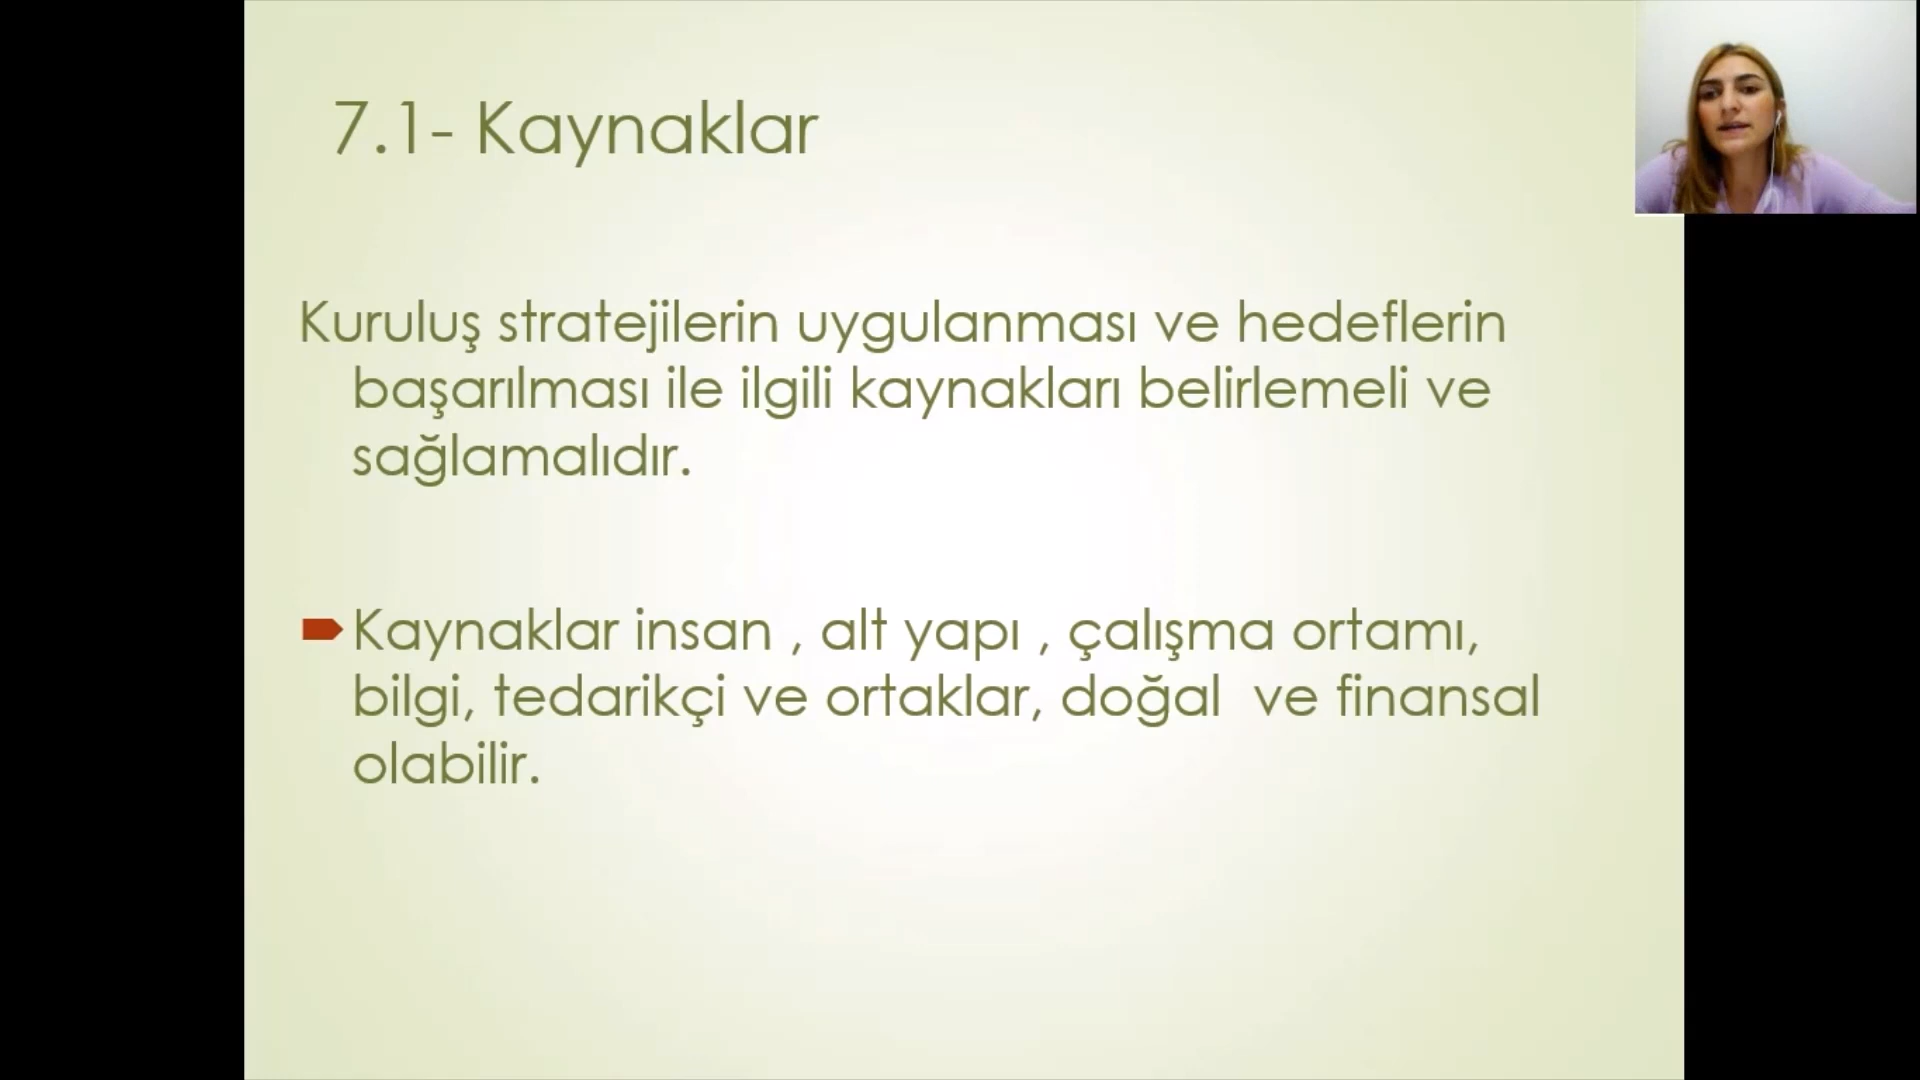 7.1- Kaynaklar
Kuruluş stratejilerin uygulanması ve hedeflerin
başarılması ile ilgili kaynakları belirlemeli ve
sağlamalıdır.
Kaynaklar insan , alt yapı , çalışma ortamı,
bilgi, tedarikçi ve ortaklar, doğal  ve finansal
olabilir.